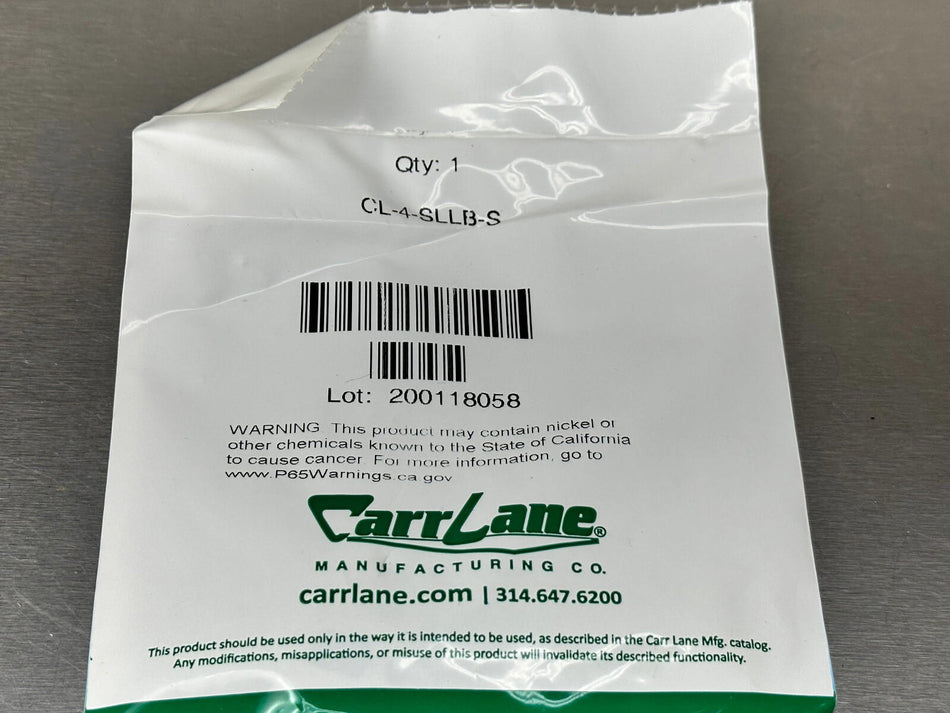 Qty: 1
CL-4-SLLB-S
Lot: 200118058
WARNING This product may contain nickel or
other chemicals known to the State of California
to cause cancer. For more information, go to
www.P65Warnings.ca gov
CarrLane®
MANUFACTURING CO.
carrlane.com | 314.647.6200
This product should be used only in the way it is intended to be used, as described in the Carr Lane Mfg. catalog.
Any modifications, misapplications, or misuse of this product will invalidate its described functionality.